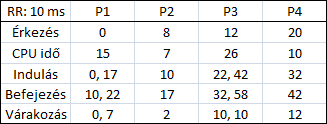 RR: 10 ms P1 P2 P3 P4
Érkezés 0 8 12 20
CPU idő 15 7 26 10
Indulás 0, 17 10 22, 42 32
Befejezés 10, 22 17 32, 58 42
Várakozás 0, 7 2 10, 10 12